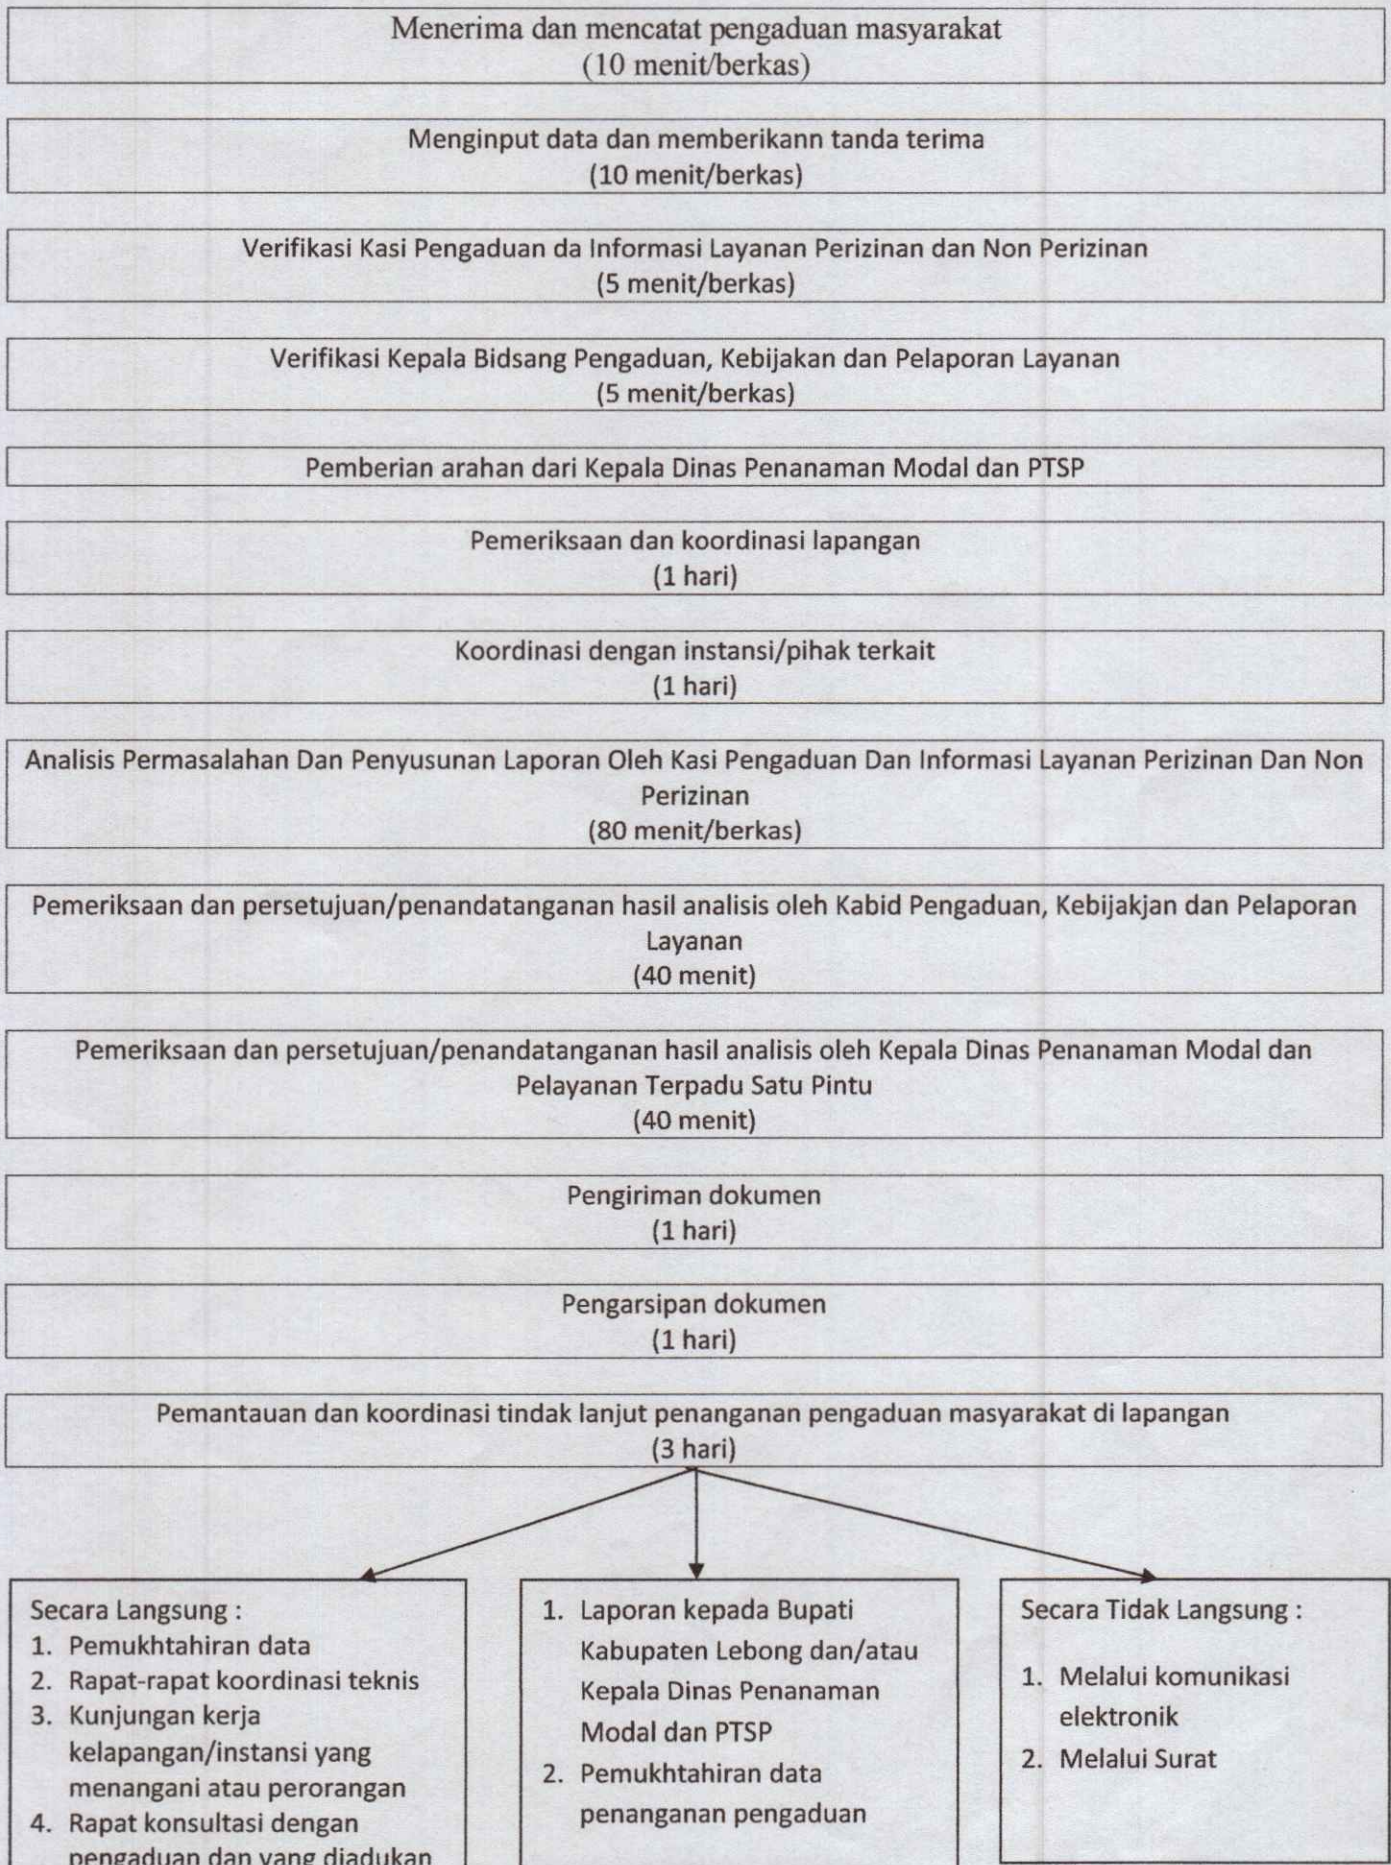 Menerima dan mencatat pengaduan masyarakat
(10 menit/berkas)
Menginput data dan memberikann tanda terima
(10 menit/berkas)
Verifikasi Kasi Pengaduan da Informasi Layanan Perizinan dan Non Perizinan
(5 menit/berkas)
Verifikasi Kepala Bidsang Pengaduan, Kebijakan dan Pelaporan Layanan
(5 menit/berkas)
Pemberian arahan dari Kepala Dinas Penanaman Modal dan PTSP
Pemeriksaan dan koordinasi lapangan
(1 hari)
Koordinasi dengan instansi/pihak terkait
(1 hari)
Analisis Permasalahan Dan Penyusunan Laporan Oleh Kasi Pengaduan Dan Informasi Layanan Perizinan Dan Non
Perizinan
(80 menit/berkas)
Pemeriksaan dan persetujuan/penandatanganan hasil analisis oleh Kabid Pengaduan, Kebijakjan dan Pelaporan
Layanan
(40 menit)
Pemeriksaan dan persetujuan/penandatanganan hasil analisis oleh Kepala Dinas Penanaman Modal dan
Pelayanan Terpadu Satu Pintu
(40 menit)
Pengiriman dokumen
(1 hari)
Pengarsipan dokumen
(1 hari)
Pemantauan dan koordinasi tindak lanjut penanganan pengaduan masyarakat di lapangan
(3 hari)
Secara Langsung :
1. Pemukhtahiran data
2. Rapat-rapat koordinasi teknis
3. Kunjungan kerja
kelapangan/instansi yang
menangani atau perorangan
4. Rapat konsultasi dengan
pengaduan dan yang diadukan
1. Laporan kepada Bupati
Kabupaten Lebong dan/atau
Kepala Dinas Penanaman
Modal dan PTSP
2. Pemukhtahiran data
penanganan pengaduan
Secara Tidak Langsung :
1. Melalui komunikasi
elektronik
2. Melalui Surat